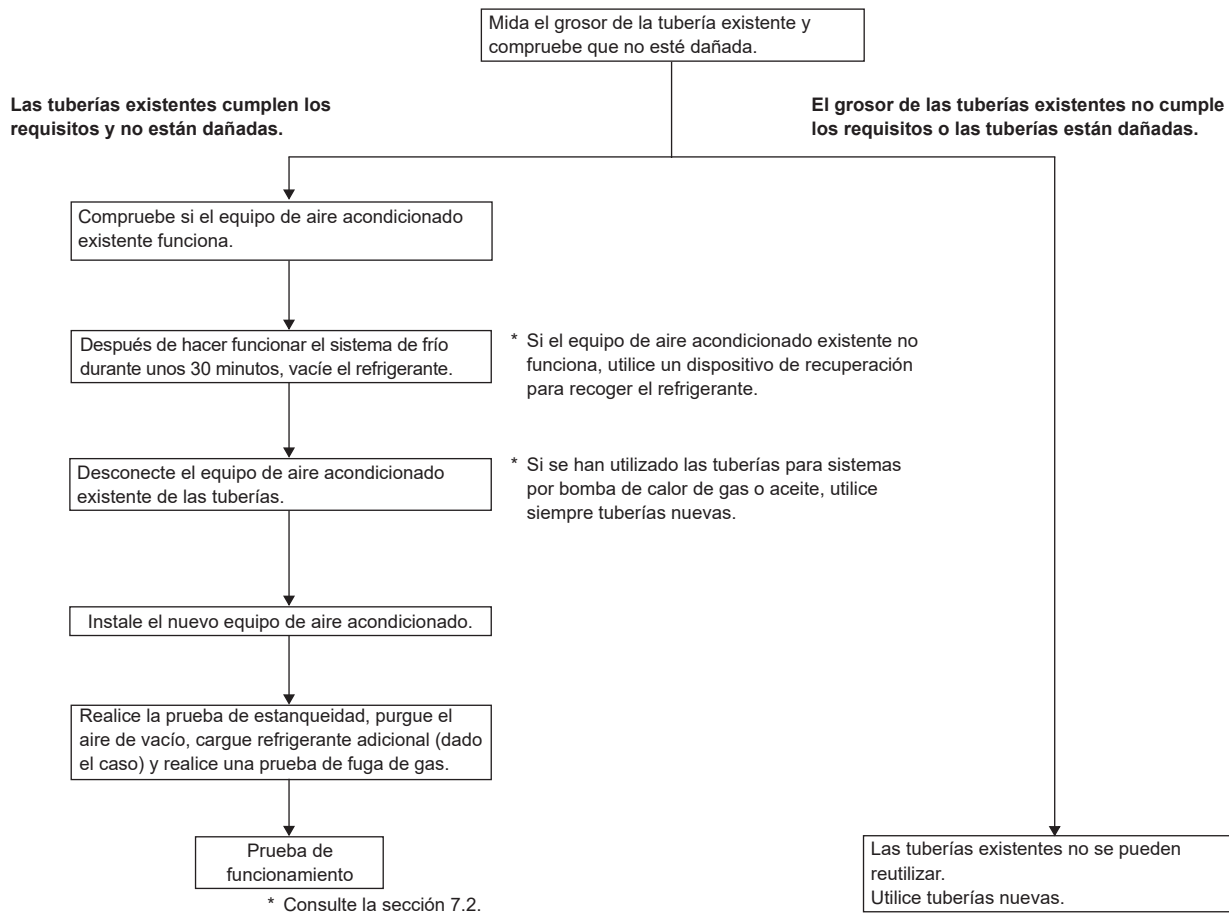 Mida el grosor de la tubería existente y
compruebe que no esté dañada.
Las tuberías existentes cumplen los
requisitos y no están dañadas.
El grosor de las tuberías existentes no cumple
los requisitos o las tuberías están dañadas.
Compruebe si el equipo de aire acondicionado
existente funciona.
Después de hacer funcionar el sistema de frío
durante unos 30 minutos, vacíe el refrigerante.
* Si el equipo de aire acondicionado existente no
funciona, utilice un dispositivo de recuperación
para recoger el refrigerante.
Desconecte el equipo de aire acondicionado
existente de las tuberías.
* Si se han utilizado las tuberías para sistemas
por bomba de calor de gas o aceite, utilice
siempre tuberías nuevas.
Instale el nuevo equipo de aire acondicionado.
Realice la prueba de estanqueidad, purgue el
aire de vacío, cargue refrigerante adicional (dado
el caso) y realice una prueba de fuga de gas.
Prueba de
funcionamiento
* Consulte la sección 7.2.
Las tuberías existentes no se pueden
reutilizar.
Utilice tuberías nuevas.